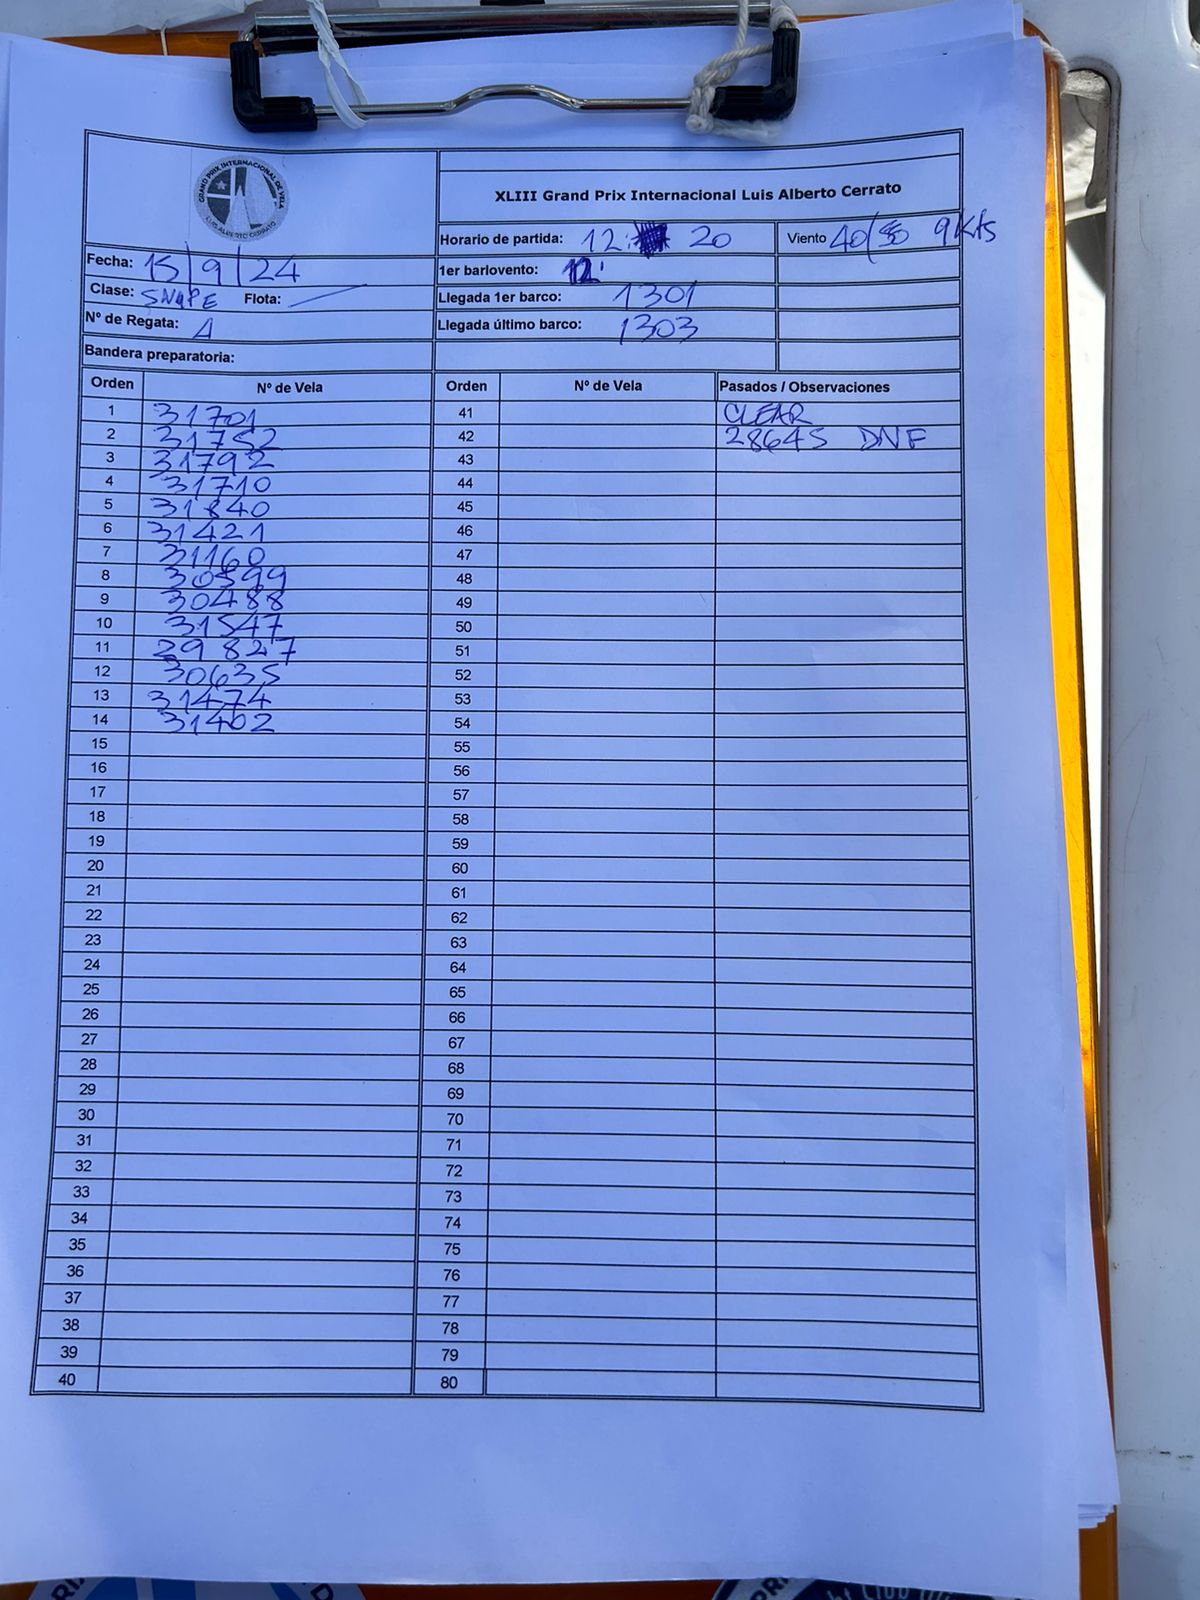 GRAND PRIX INTERNACIONAL DE VELA
LUIS ALBERTO CERRATO
XLIII Grand Prix Internacional Luis Alberto Cerrato
Horario de partida: 12: 20 Viento 40/50 9 Kts
Fecha: 15/9/24 1er barlovento: 12:
Clase: SNIPE Flota: Llegada 1er barco: 1301
Nº de Regata: 4 Llegada último barco: 1303
Bandera preparatoria:
Orden Nº de Vela Orden Nº de Vela Pasados / Observaciones
1 31701 41 CLEAR
2 31752 42 28645 DNF
3 31792 43
4 31710 44
5 31840 45
6 31421 46
7 31160 47
8 30599 48
9 30488 49
10 31547 50
11 29827 51
12 30635 52
13 31474 53
14 31402 54
15 55
16 56
17 57
18 58
19 59
20 60
21 61
22 62
23 63
24 64
25 65
26 66
27 67
28 68
29 69
30 70
31 71
32 72
33 73
34 74
35 75
36 76
37 77
38 78
39 79
40 80